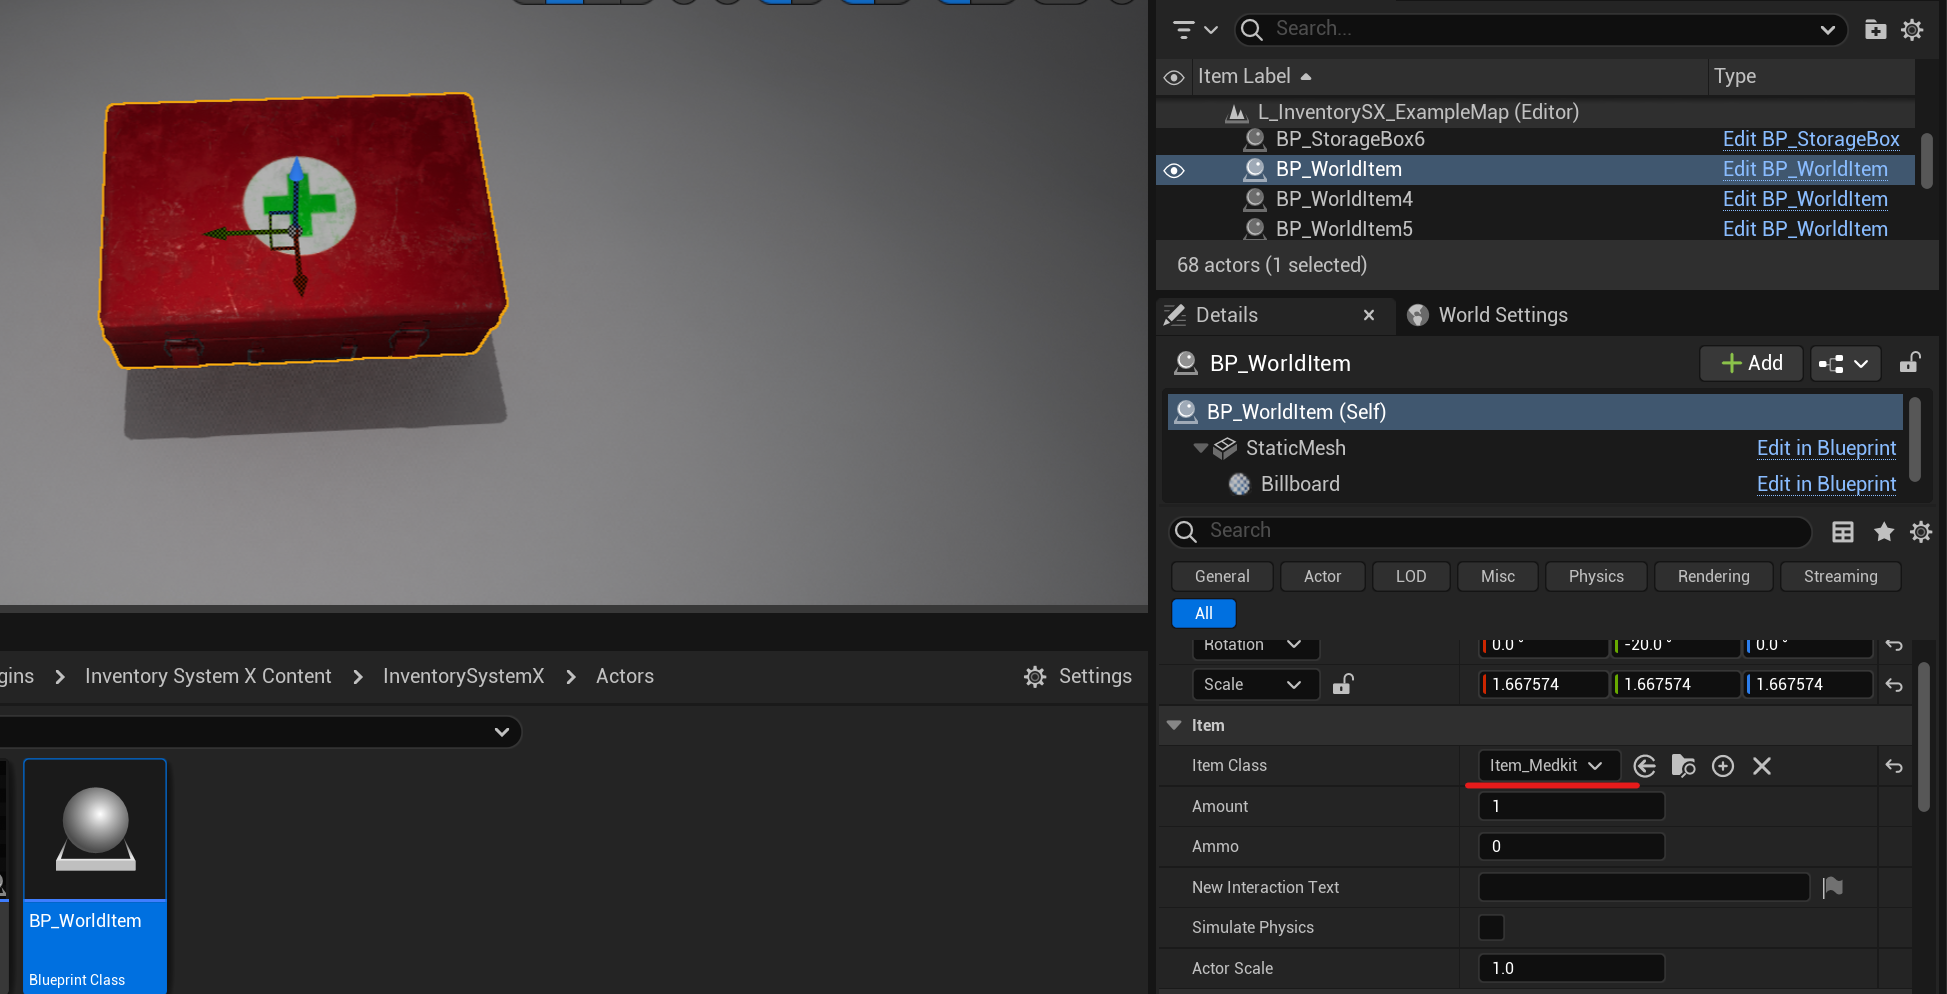 Search...
Item Label Type
L_InventorySX_ExampleMap (Editor)
BP_StorageBox6 Edit BP_StorageBox
BP_WorldItem Edit BP_WorldItem
BP_WorldItem4 Edit BP_WorldItem
BP_WorldItem5 Edit BP_WorldItem
68 actors (1 selected)
Details World Settings
BP_WorldItem Add
BP_WorldItem (Self)
StaticMesh Edit in Blueprint
Billboard Edit in Blueprint
Search
General Actor LOD Misc Physics Rendering Streaming
All
Rotation 0.0 ° -20.0 ° 0.0 °
Scale 1.667574 1.667574 1.667574
Item
Item Class Item_Medkit
Amount 1
Ammo 0
New Interaction Text
Simulate Physics
Actor Scale 1.0
gins > Inventory System X Content > InventorySystemX > Actors Settings
BP_WorldItem
Blueprint Class